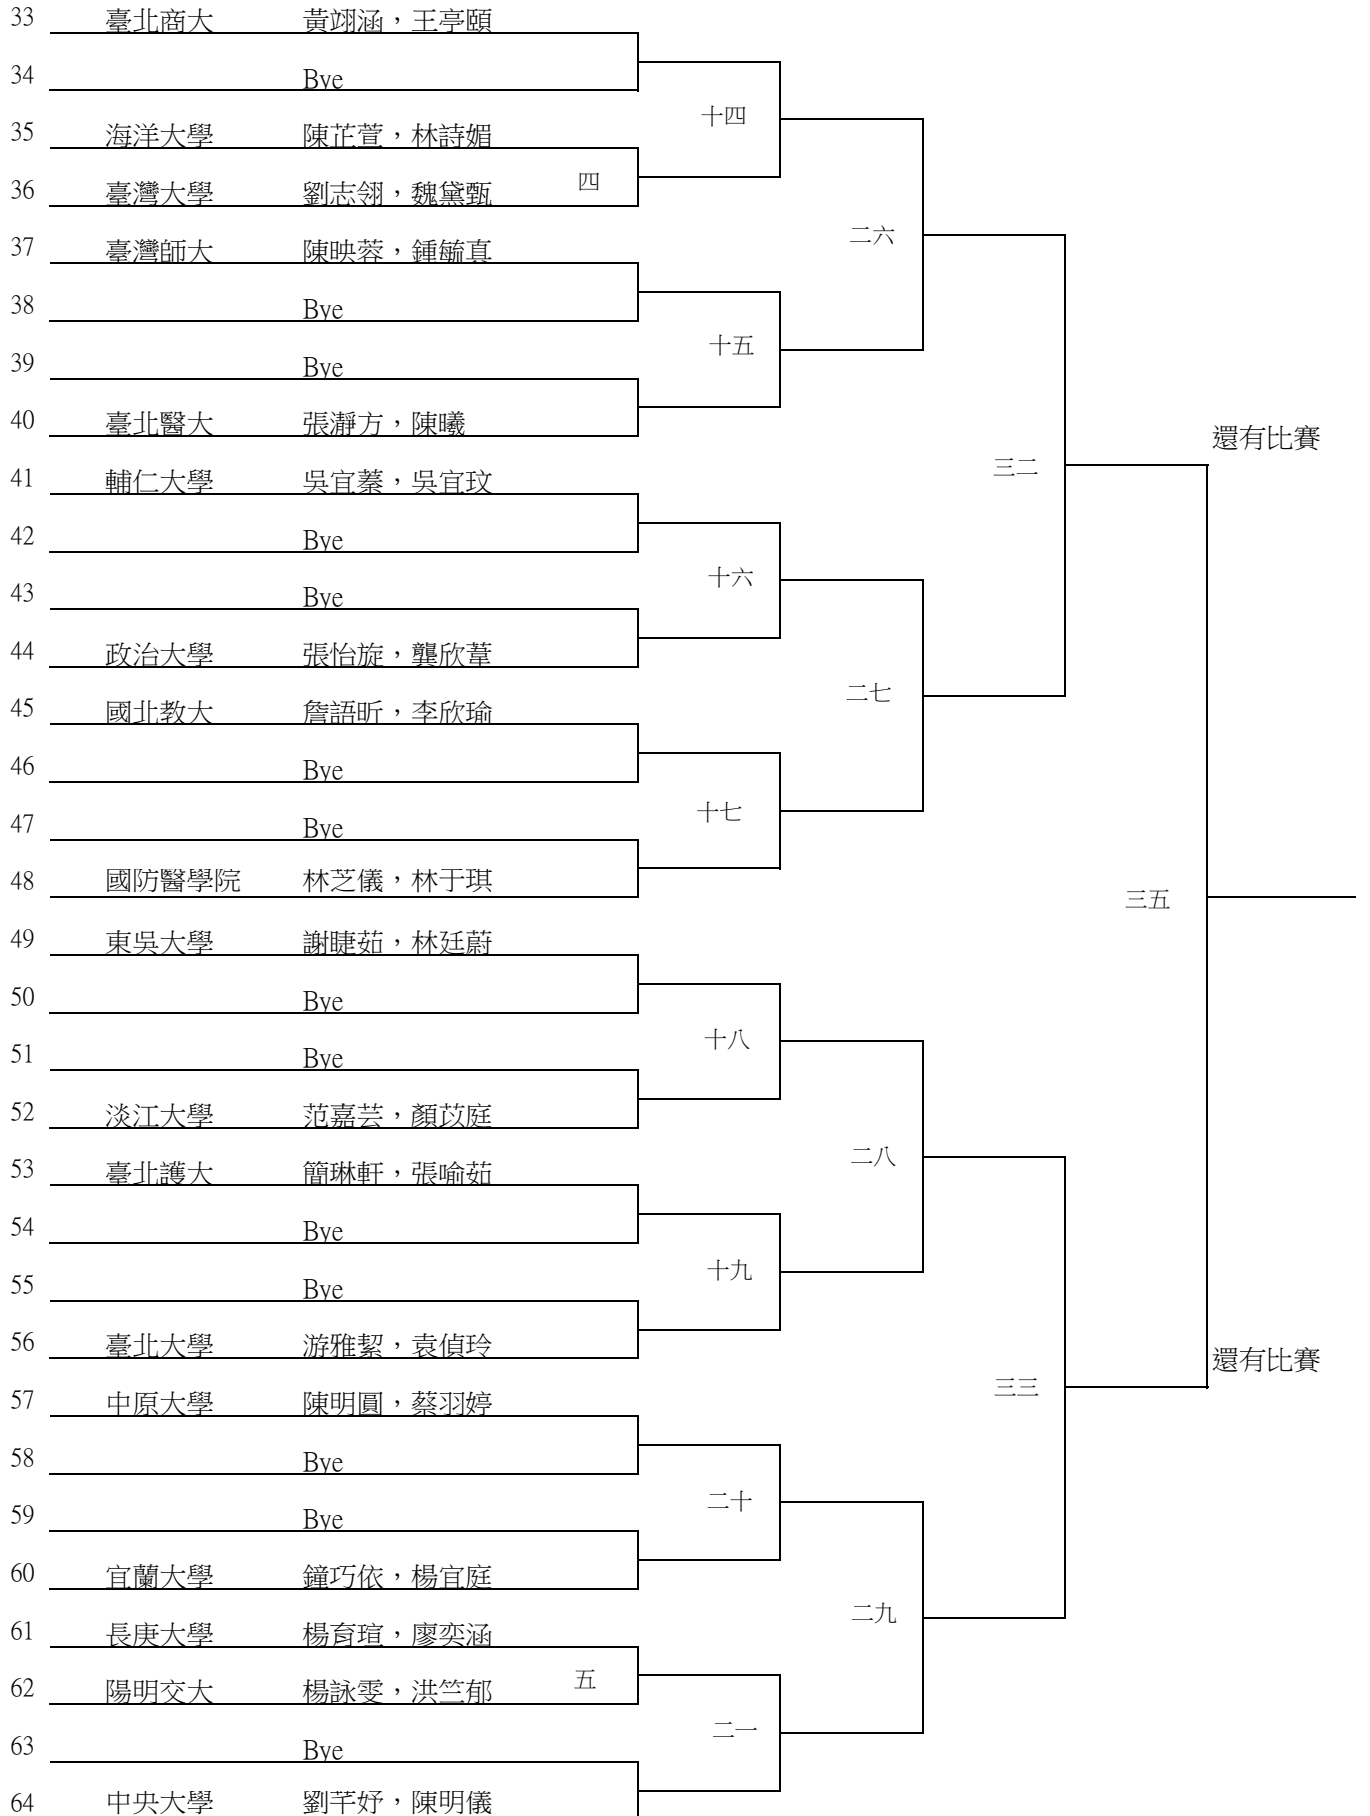 33 臺北商大 黃翊涵，王亭頤
34 Bye
十四
35 海洋大學 陳芷萱，林詩媚
36 臺灣大學 劉志翎，魏黛甄 四
37 臺灣師大 陳映蓉，鍾毓真
二六
38 Bye
十五
39 Bye
40 臺北醫大 張瀞方，陳曦
還有比賽
41 輔仁大學 吳宜蓁，吳宜玟
三二
42 Bye
十六
43 Bye
44 政治大學 張怡旋，龔欣葦
二七
45 國北教大 詹語昕，李欣瑜
46 Bye
十七
47 Bye
48 國防醫學院 林芝儀，林于琪
三五
49 東吳大學 謝睫茹，林廷蔚
50 Bye
十八
51 Bye
52 淡江大學 范嘉芸，顏苡庭
二八
53 臺北護大 簡琳軒，張喻茹
54 Bye
十九
55 Bye
56 臺北大學 游雅絜，袁偵玲
還有比賽
三三
57 中原大學 陳明圓，蔡羽婷
58 Bye
二十
59 Bye
60 宜蘭大學 鐘巧依，楊宜庭
二九
61 長庚大學 楊育瑄，廖奕涵
62 陽明交大 楊詠雯，洪竺郁 五
二一
63 Bye
64 中央大學 劉芊妤，陳明儀